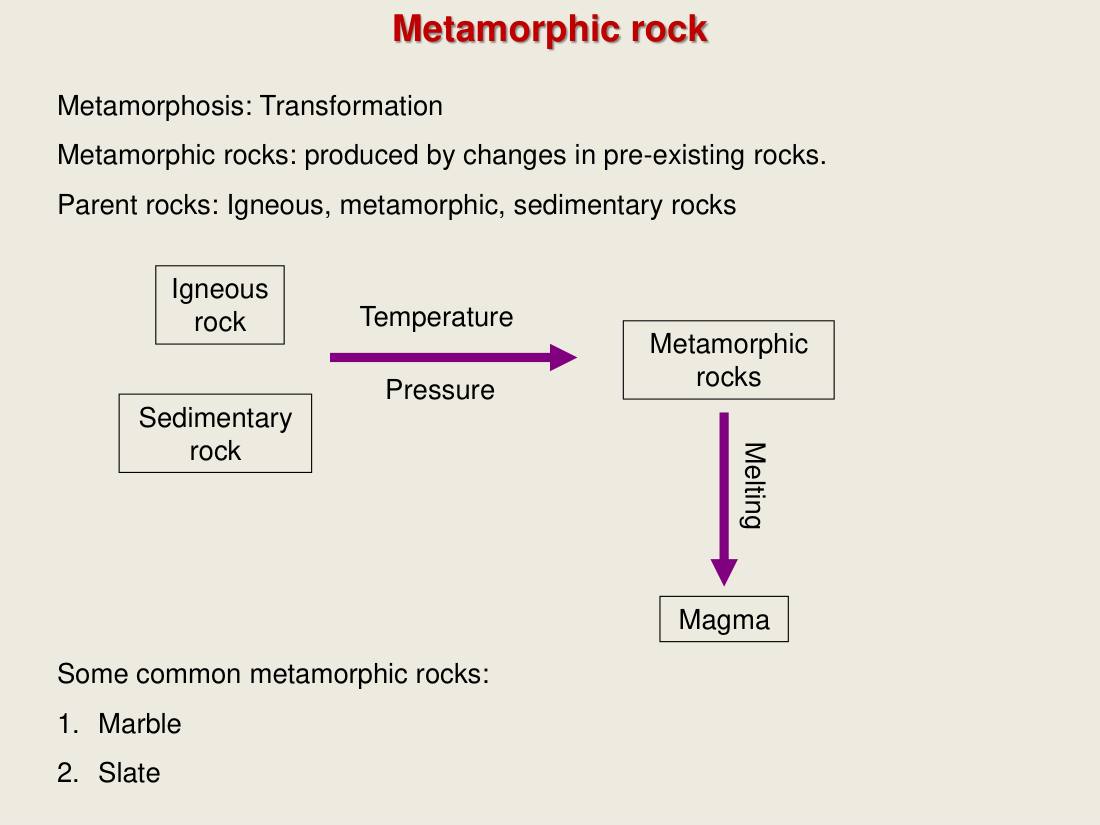 Metamorphic rock
Metamorphosis: Transformation
Metamorphic rocks: produced by changes in pre-existing rocks.
Parent rocks: Igneous, metamorphic, sedimentary rocks
Igneous
rock
Temperature
Pressure
Sedimentary
rock
Metamorphic
rocks
Melting
Magma
Some common metamorphic rocks:
1. Marble
2. Slate